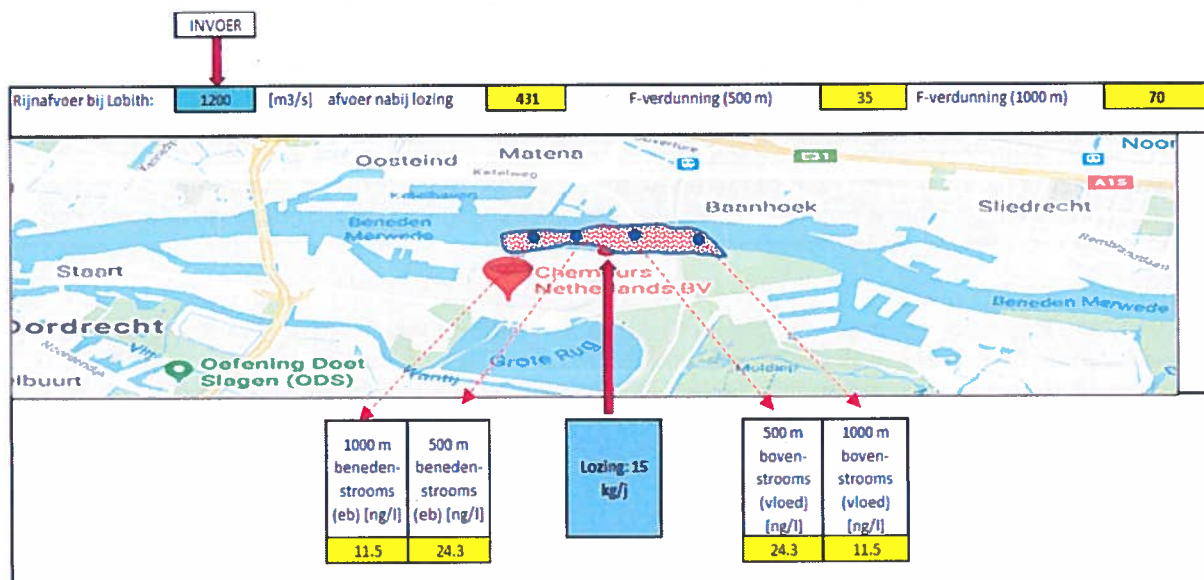 INVOER
Rijnafvoer bij Lobith: 1200 [m3/s] afvoer nabij lozing 431 F-verdunning (500 m) 35 F-verdunning (1000 m) 70
Oosteind Matena
Baanhoek
Sliedrecht
A15
Beneden
Merwede
Staart
Chemours
Netherlands BV
Beneden Merwede
Oefening Doet
Slagen (ODS)
Wantij
Grote Rug
1000 m
beneden-
strooms
(eb) [ng/l]
11.5
500 m
beneden-
strooms
(eb) [ng/l]
24.3
Lozing: 15
kg/j
500 m
boven-
strooms
(vloed)
[ng/l]
24.3
1000 m
boven-
strooms
(vloed)
[ng/l]
11.5